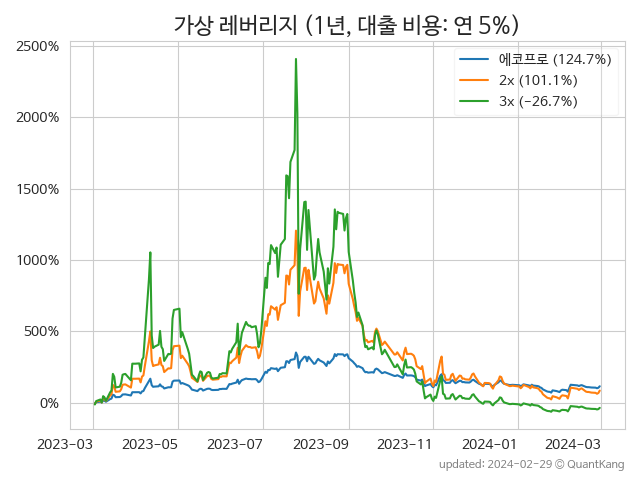 가상 레버리지 (1년, 대출 비용: 연 5%)
2500%
2000%
1500%
1000%
500%
0%
에코프로 (124.7%)
2x (101.1%)
3x (-26.7%)
2023-03
2023-05
2023-07
2023-09
2023-11
2024-01
2024-03
updated: 2024-02-29 © QuantKang